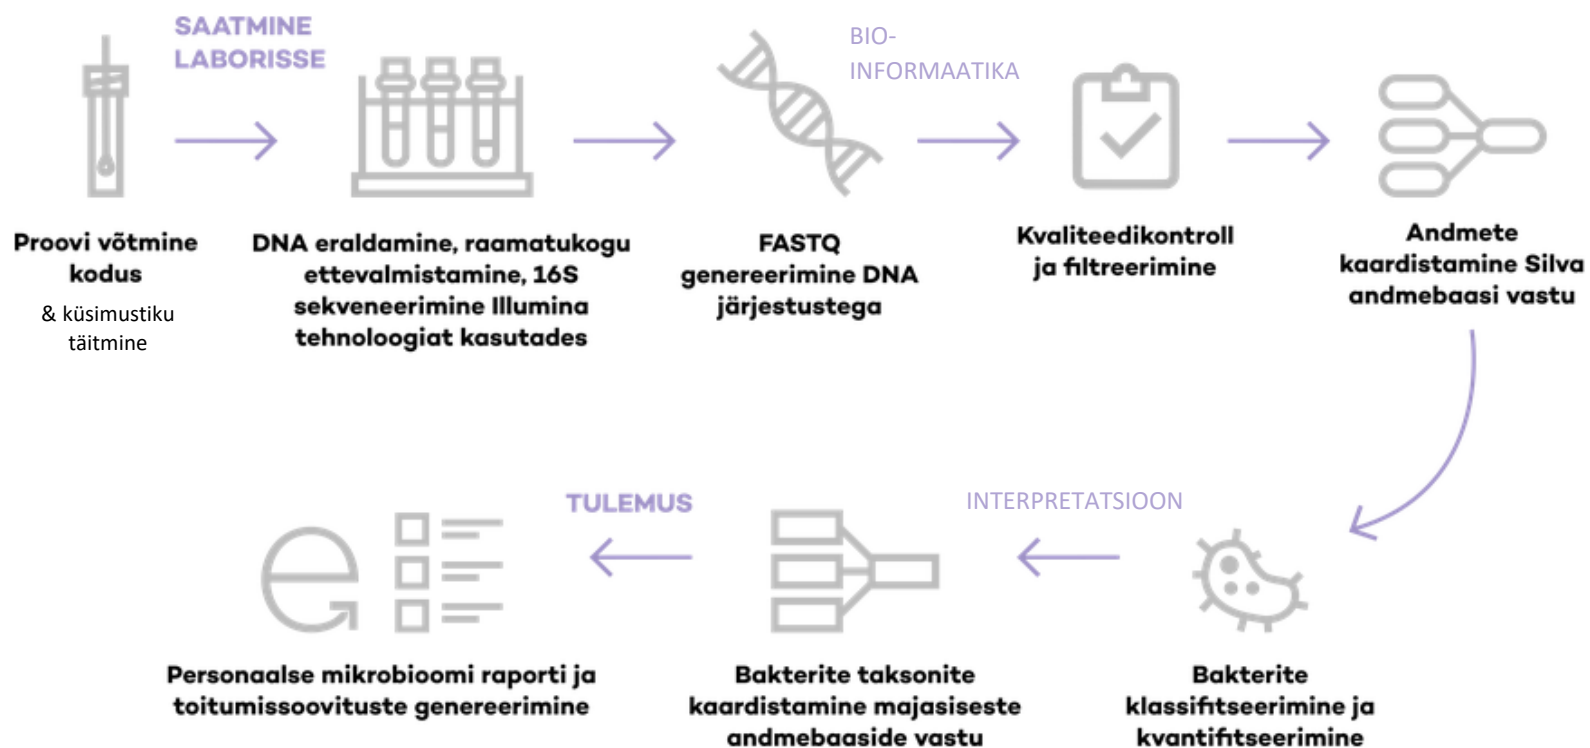 SAATMINE
LABORISSE
BIO-
INFORMAATIKA
Proovi võtmine
kodus
& küsimustiku
täitmine
DNA eraldamine, raamatukogu
ettevalmistamine, 16S
sekveneerimine Illumina
tehnoloogiat kasutades
FASTQ
genereerimine DNA
järjestustega
Kvaliteedikontroll
ja filtreerimine
Andmete
kaardistamine Silva
andmebaasi vastu
TULEMUS
INTERPRETATSIOON
Personaalse mikrobioomi raporti ja
toitumissoovituste genereerimine
Bakterite taksonite
kaardistamine majasiseste
andmebaaside vastu
Bakterite
klassifitseerimine ja
kvantifitseerimine